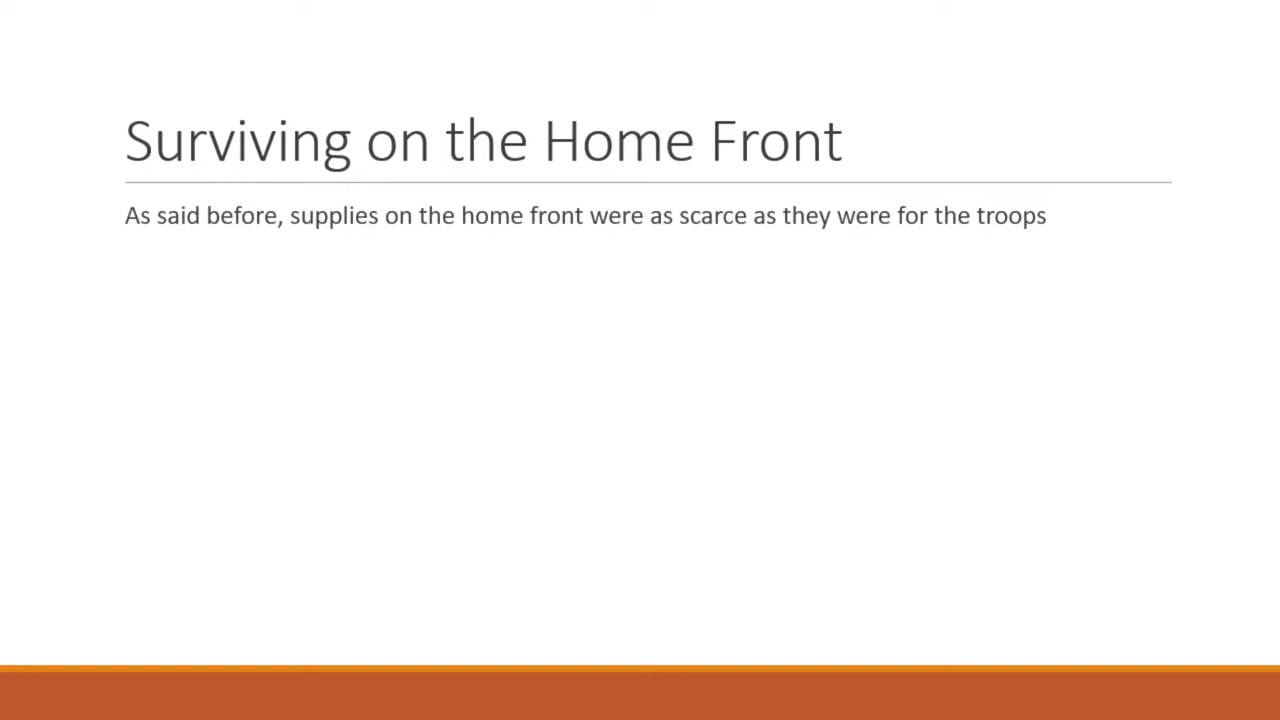 Surviving on the Home Front
As said before, supplies on the home front were as scarce as they were for the troops